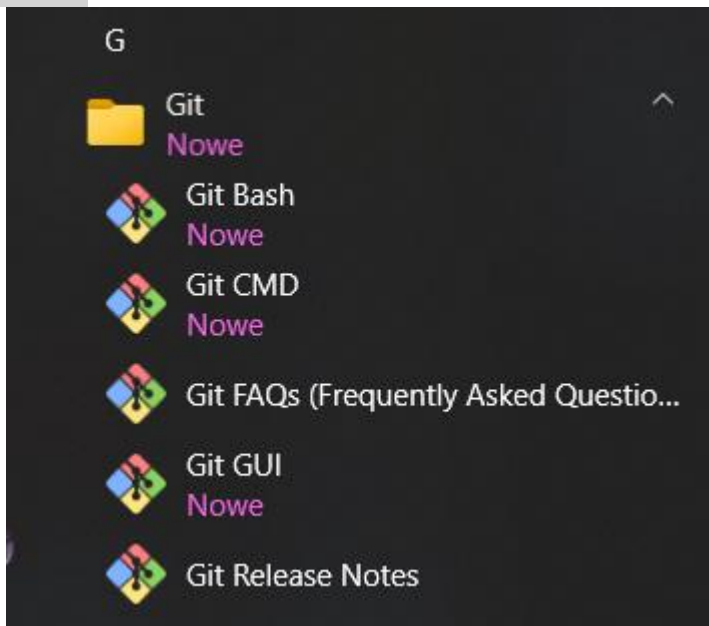 G
Git
Nowe
Git Bash
Nowe
Git CMD
Nowe
Git FAQs (Frequently Asked Questio...
Git GUI
Nowe
Git Release Notes